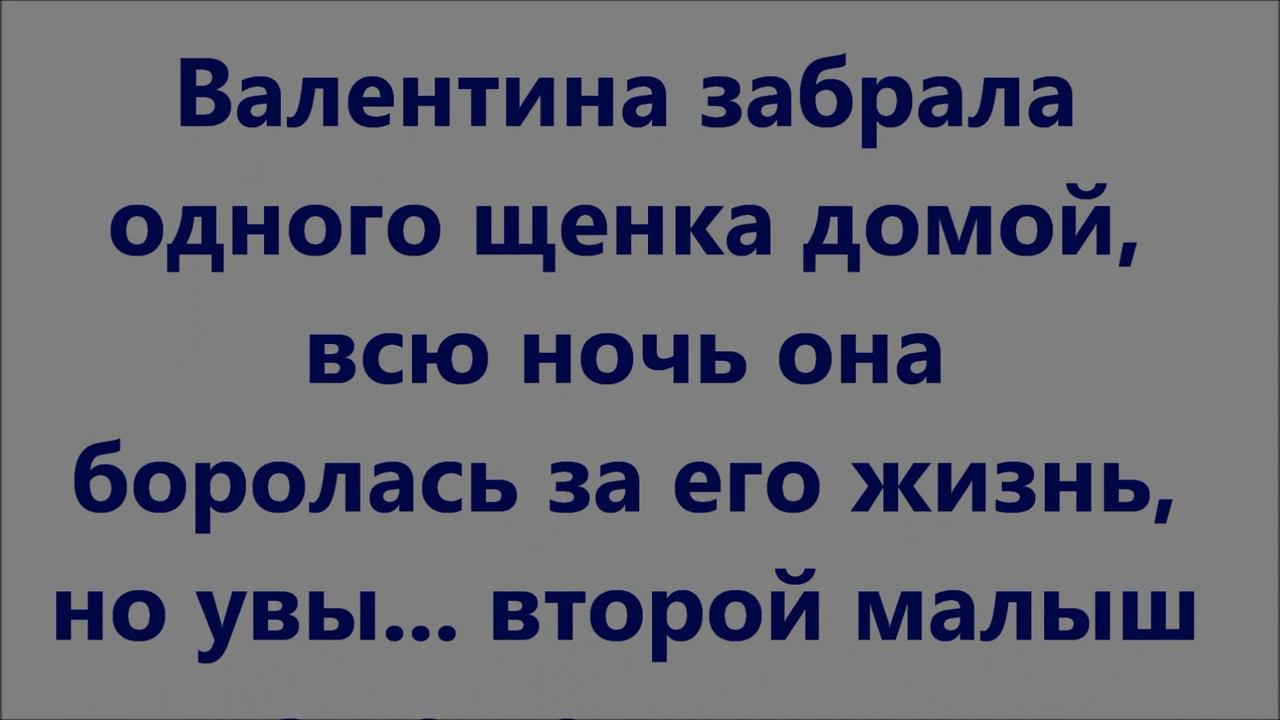 Валентина забрала
одного щенка домой,
всю ночь она
боролась за его жизнь,
но увы... второй малыш